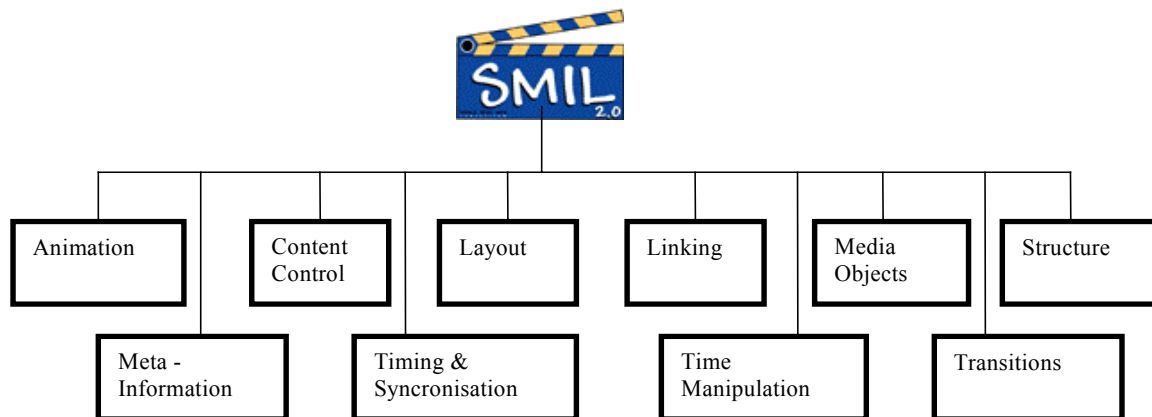 SMIL
2.0
Animation
Content
Control
Layout
Linking
Media
Objects
Structure
Meta -
Information
Timing &
Syncronisation
Time
Manipulation
Transitions